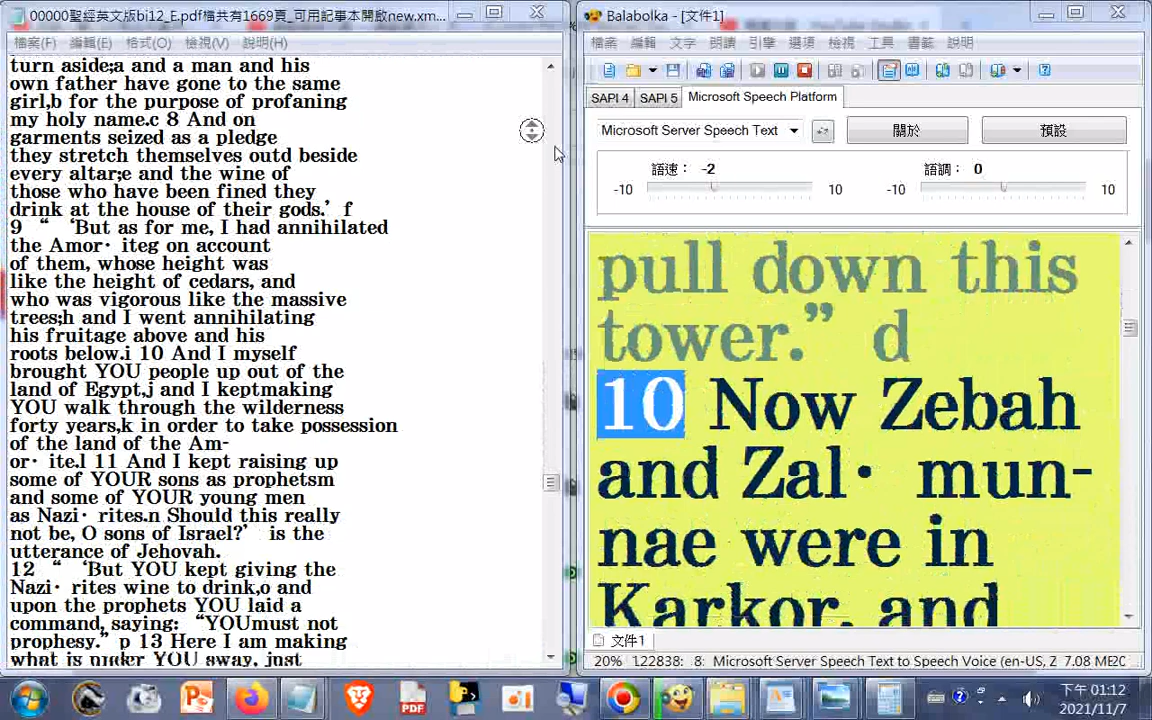 00000聖經英文版bi12_E.pdf檔共有1669頁_可用記事本開啟new.xm...
檔案(F) 編輯(E) 格式(O) 檢視(V) 說明(H)
turn aside;a and a man and his
own father have gone to the same
girl,b for the purpose of profaning
my holy name.c 8 And on
garments seized as a pledge
they stretch themselves outd beside
every altar;e and the wine of
those who have been fined they
drink at the house of their gods.’ f
9 “ ‘But as for me, I had annihilated
the Amor· iteg on account
of them, whose height was
like the height of cedars, and
who was vigorous like the massive
trees;h and I went annihilating
his fruitage above and his
roots below.i 10 And I myself
brought YOU people up out of the
land of Egypt,j and I keptmaking
YOU walk through the wilderness
forty years,k in order to take possession
of the land of the Am-
or· ite.l 11 And I kept raising up
some of YOUR sons as prophetsm
and some of YOUR young men
as Nazi· rites.n Should this really
not be, O sons of Israel?’ is the
utterance of Jehovah.
12 “ ‘But YOU kept giving the
Nazi· rites wine to drink,o and
upon the prophets YOU laid a
command, saying: “YOUmust not
prophesy.” p 13 Here I am making
what is under YOU sway, just
Balabolka - [文件1]
檔案 編輯 文字 朗讀 引擎 選項 檢視 工具 書籤 說明
SAPI 4 SAPI 5 Microsoft Speech Platform
Microsoft Server Speech Text 關於 預設
語速： -2 語調： 0
-10 10 -10 10
pull down this
tower.” d
10 Now Zebah
and Zal· mun-
nae were in
Karkor, and
文件1
20% 122838: 8: Microsoft Server Speech Text to Speech Voice (en-US, Z 7.08 ME20
PDF
下午 01:12
2021/11/7